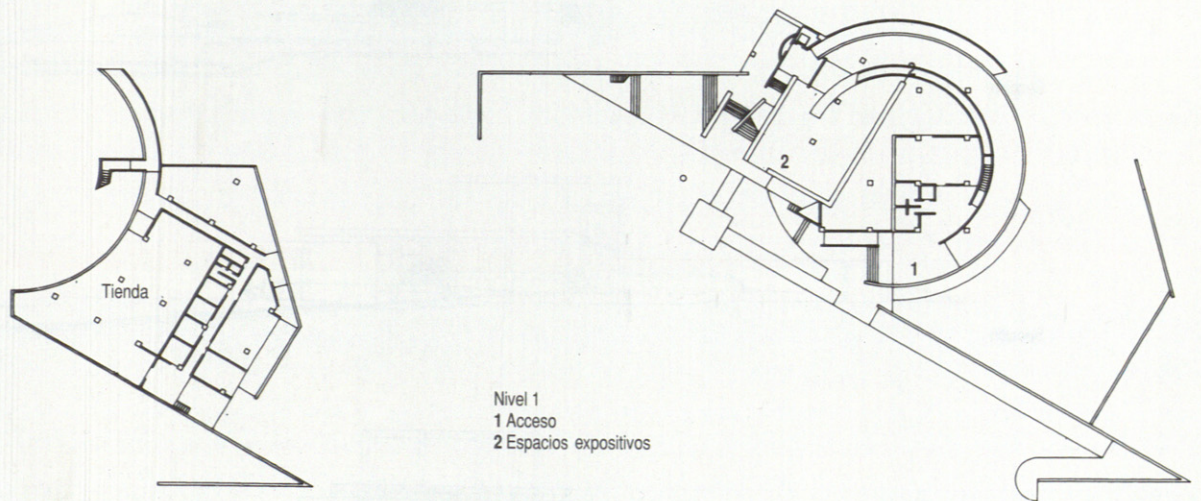 Tienda
2
1
Nivel 1
1 Acceso
2 Espacios expositivos